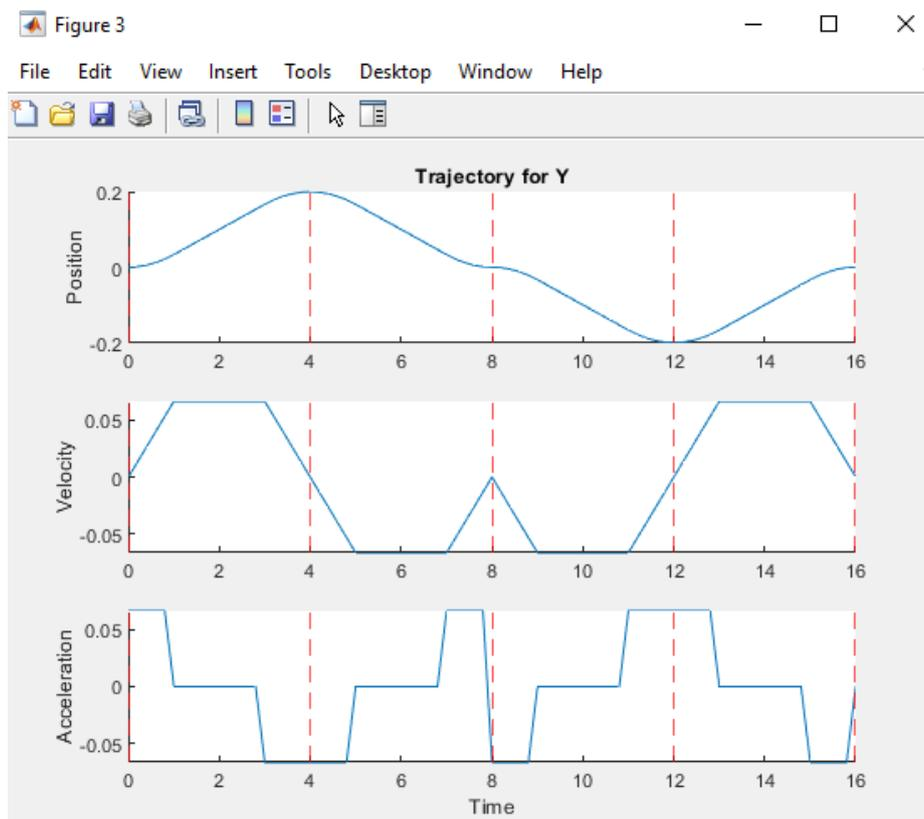 Figure 3
File Edit View Insert Tools Desktop Window Help
Trajectory for Y
0.2
0
-0.2
Position
0 2 4 6 8 10 12 14 16
0.05
0
-0.05
Velocity
0 2 4 6 8 10 12 14 16
0.05
0
-0.05
Acceleration
0 2 4 6 8 10 12 14 16
Time